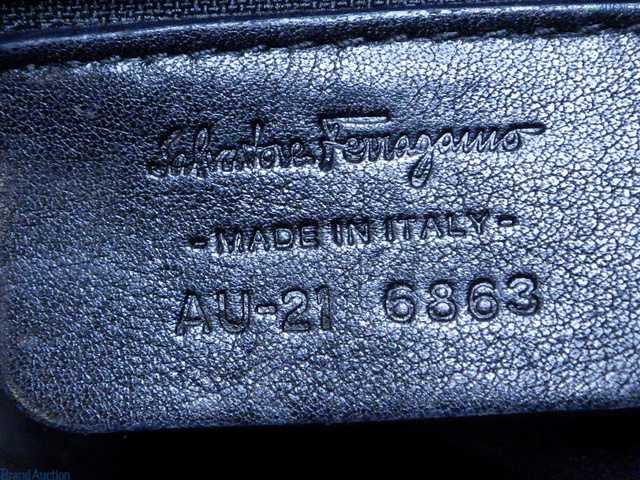 Salvatore Ferragamo
- MADE IN ITALY -
AU-21 6863
Brand Auction